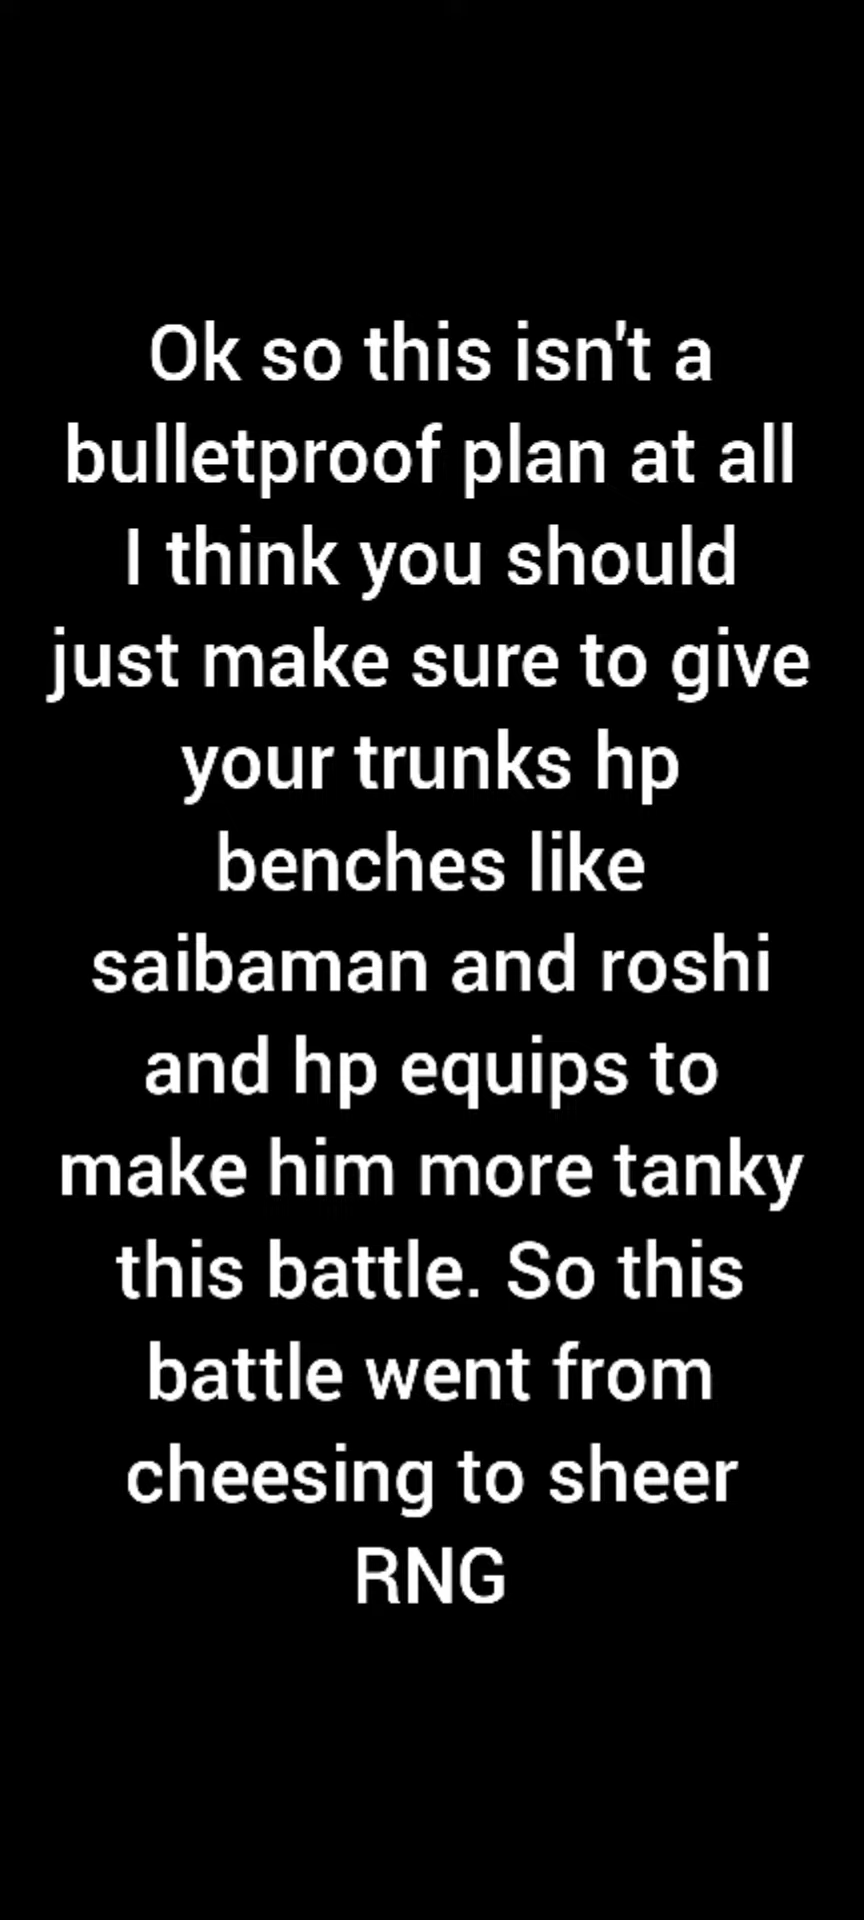 Ok so this isn't a
bulletproof plan at all
I think you should
just make sure to give
your trunks hp
benches like
saibaman and roshi
and hp equips to
make him more tanky
this battle. So this
battle went from
cheesing to sheer
RNG